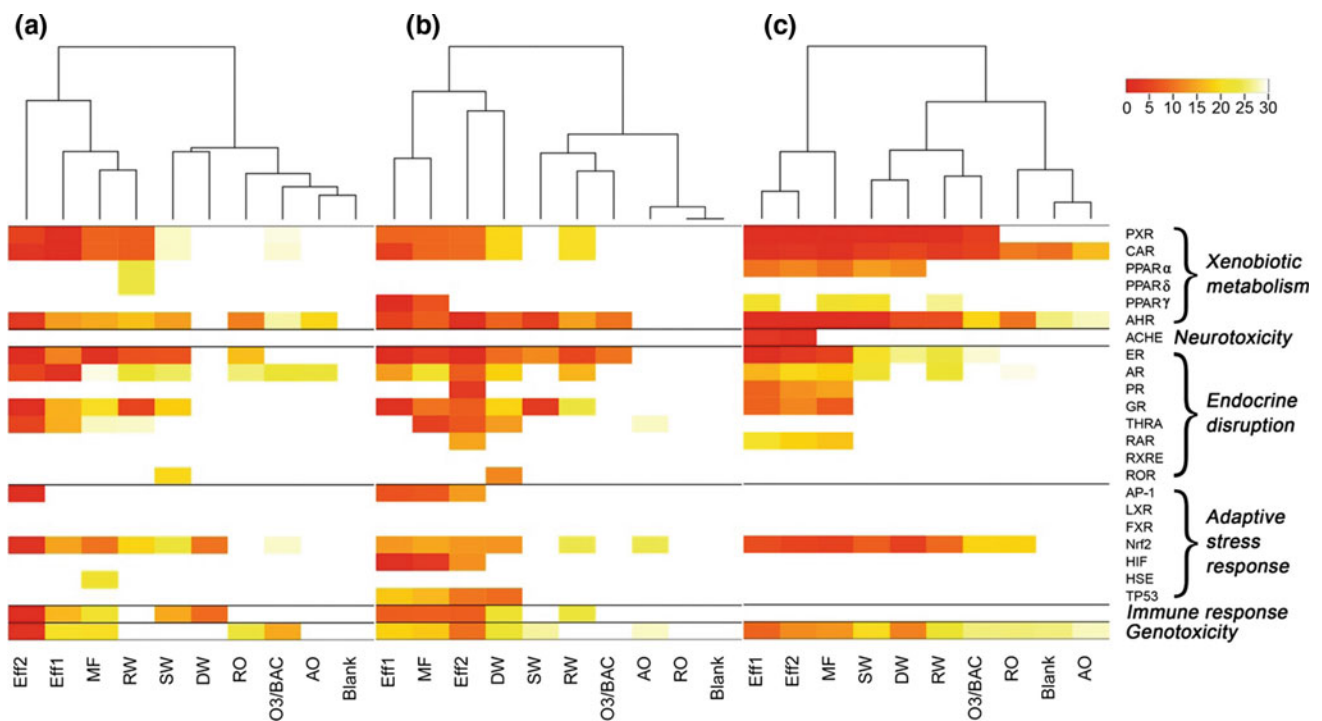 (a)
(b)
(c)
0 5 10 15 20 25 30
PXR
CAR
PPARα
PPARδ
PPARγ
AHR
Xenobiotic
metabolism
ACHE Neurotoxicity
ER
AR
PR
GR
THRA
RAR
RXRE
ROR
Endocrine
disruption
AP-1
LXR
FXR
Nrf2
HIF
HSE
TP53
Adaptive
stress
response
Immune response
Genotoxicity
Eff2 Eff1 MF RW SW DW RO O3/BAC AO Blank
Eff1 MF Eff2 DW SW RW O3/BAC AO RO Blank
Eff1 Eff2 MF SW DW RW O3/BAC RO Blank AO